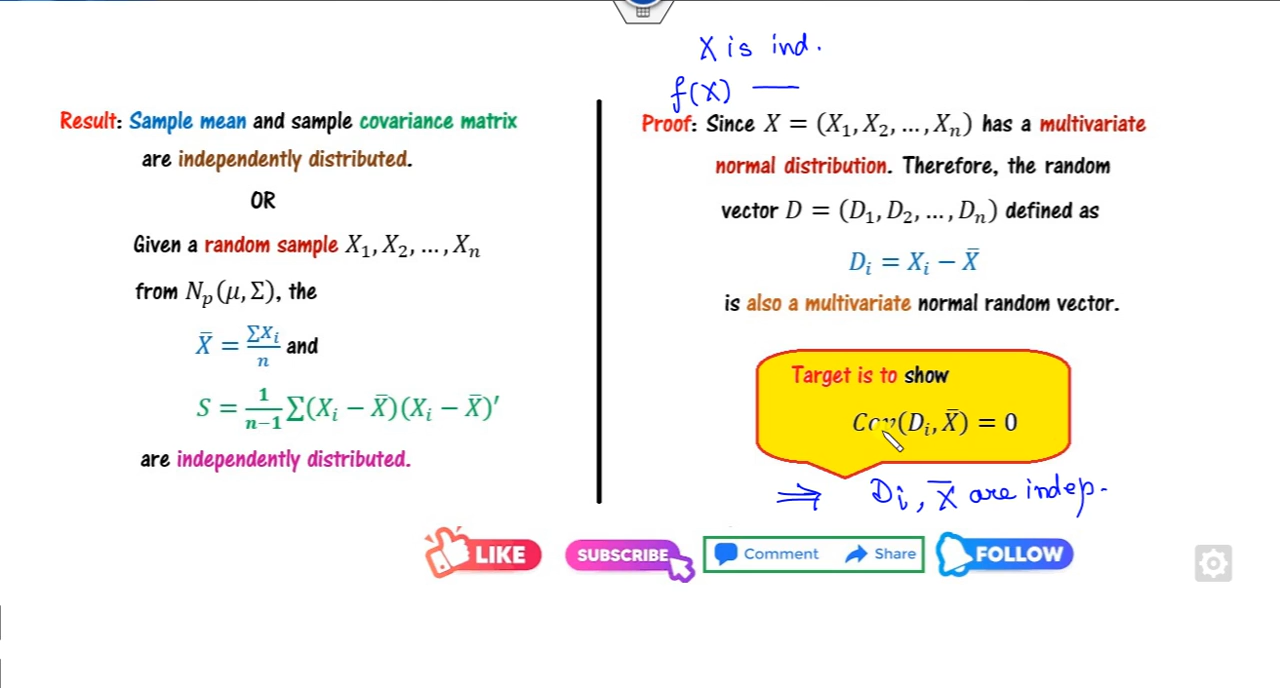 Result: Sample mean and sample covariance matrix
are independently distributed.
OR
Given a random sample X₁, X₂, …, Xₙ
from Nₚ(μ, Σ), the
X̄ = ΣXᵢ/n and
S = 1/(n−1) Σ(Xᵢ − X̄)(Xᵢ − X̄)′
are independently distributed.
X is ind.
f(X) —
Proof: Since X = (X₁, X₂, …, Xₙ) has a multivariate
normal distribution. Therefore, the random
vector D = (D₁, D₂, …, Dₙ) defined as
Dᵢ = Xᵢ − X̄
is also a multivariate normal random vector.
Target is to show
Cov(Dᵢ, X̄) = 0
⇒ Dᵢ, X̄ are indep.
LIKE
SUBSCRIBE
Comment
Share
FOLLOW